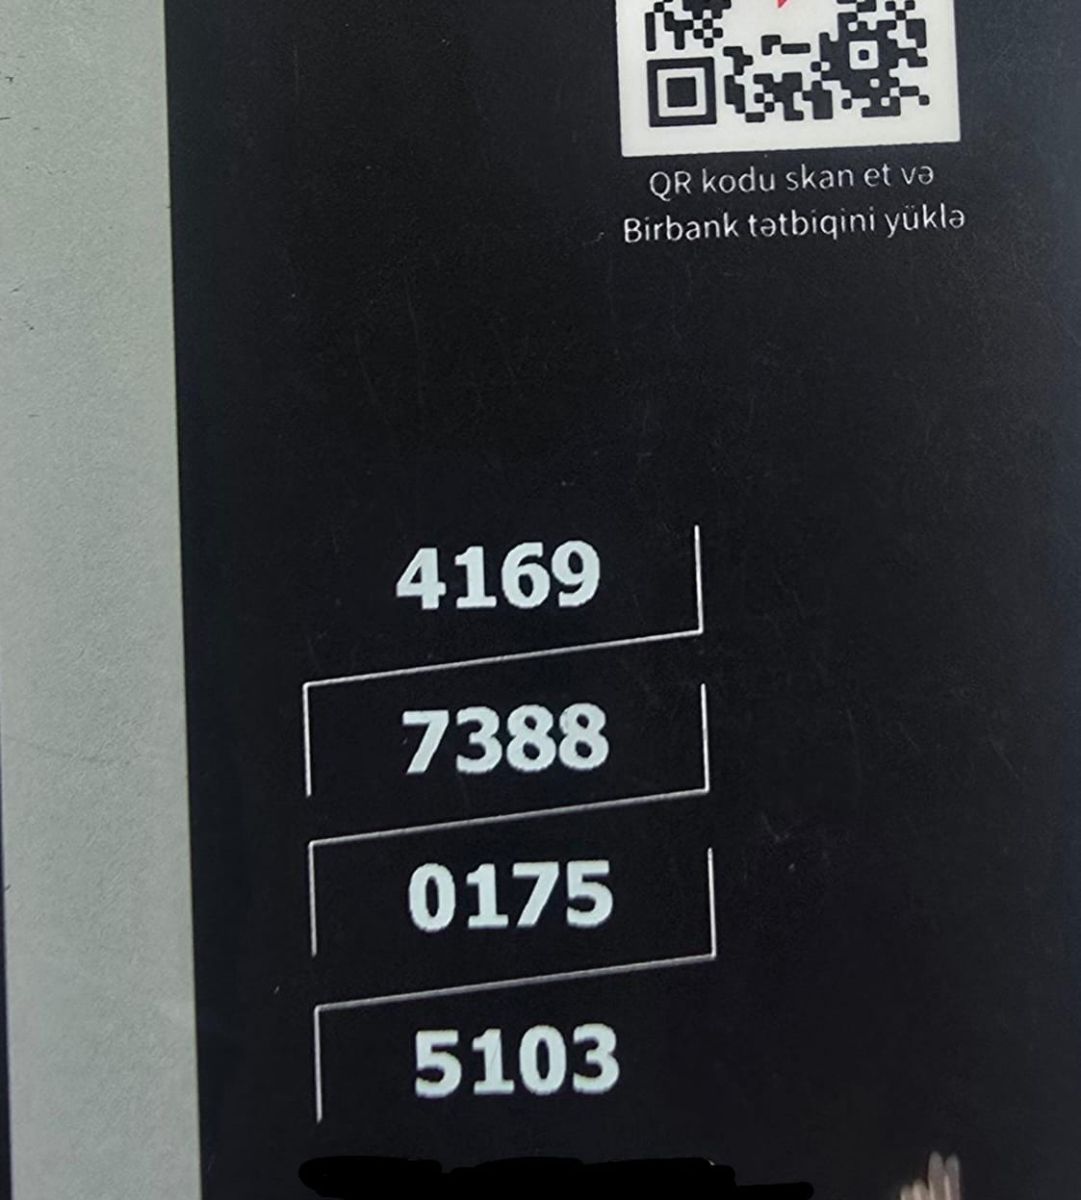 QR kodu skan et və
Birbank tətbiqini yüklə
4169
7388
0175
5103